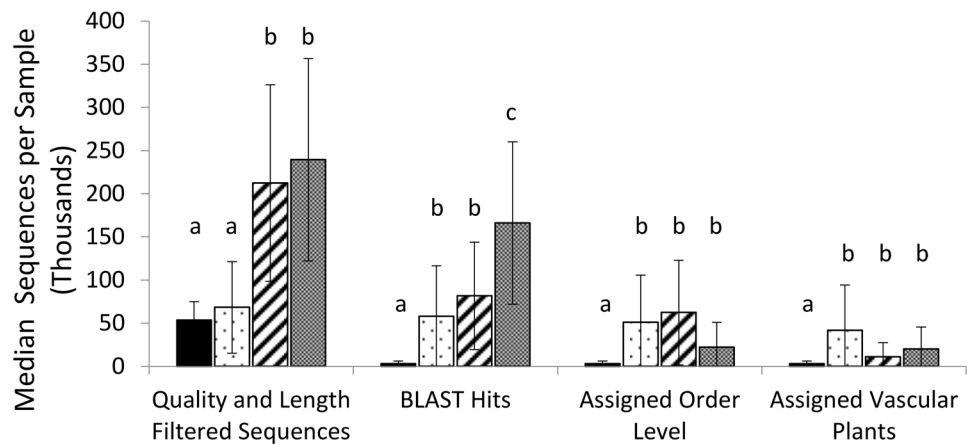 Median Sequences per Sample
(Thousands)
400
350
300
250
200
150
100
50
0
a
a
b
b
a
b
b
c
a
b
b
b
a
b
b
b
Quality and Length
Filtered Sequences
BLAST Hits
Assigned Order
Level
Assigned Vascular
Plants